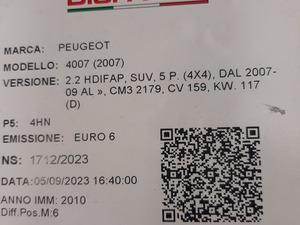 MARCA: PEUGEOT
MODELLO: 4007 (2007)
VERSIONE: 2.2 HDIFAP, SUV, 5 P. (4X4), DAL 2007-
09 AL », CM3 2179, CV 159, KW. 117
(D)
P5: 4HN
EMISSIONE: EURO 6
NS: 1712/2023
DATA:05/09/2023 16:40:00
ANNO IMM: 2010
Diff.Pos.M:6